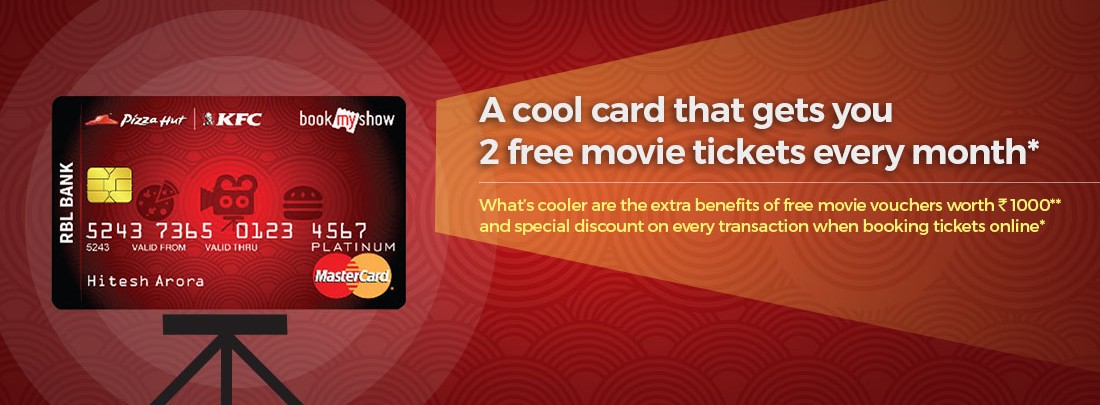 Pizza Hut KFC bookmyshow
RBL BANK
5243 7365 0123 4567
5243 VALID FROM VALID THRU PLATINUM
Hitesh Arora
MasterCard
A cool card that gets you
2 free movie tickets every month*
What's cooler are the extra benefits of free movie vouchers worth ₹ 1000**
and special discount on every transaction when booking tickets online*